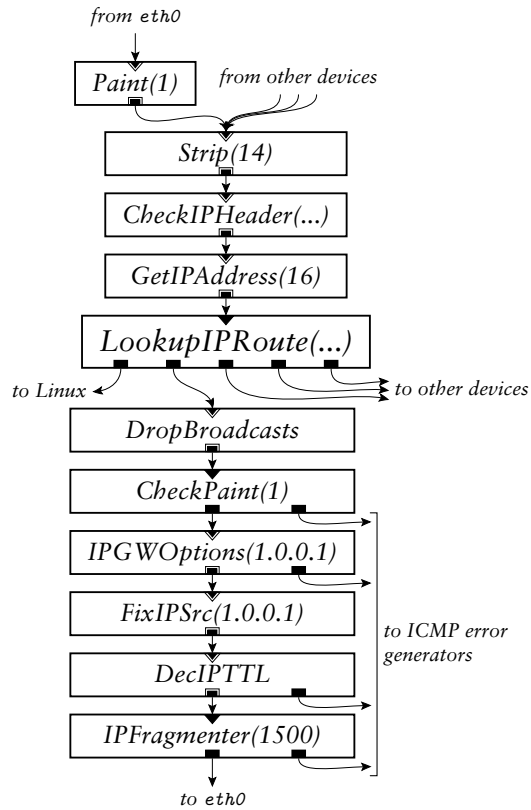 from eth0
Paint(1)
from other devices
Strip(14)
CheckIPHeader(...)
GetIPAddress(16)
LookupIPRoute(...)
to Linux
to other devices
DropBroadcasts
CheckPaint(1)
IPGWOptions(1.0.0.1)
FixIPSrc(1.0.0.1)
to ICMP error
generators
DecIPTTL
IPFragmenter(1500)
to eth0